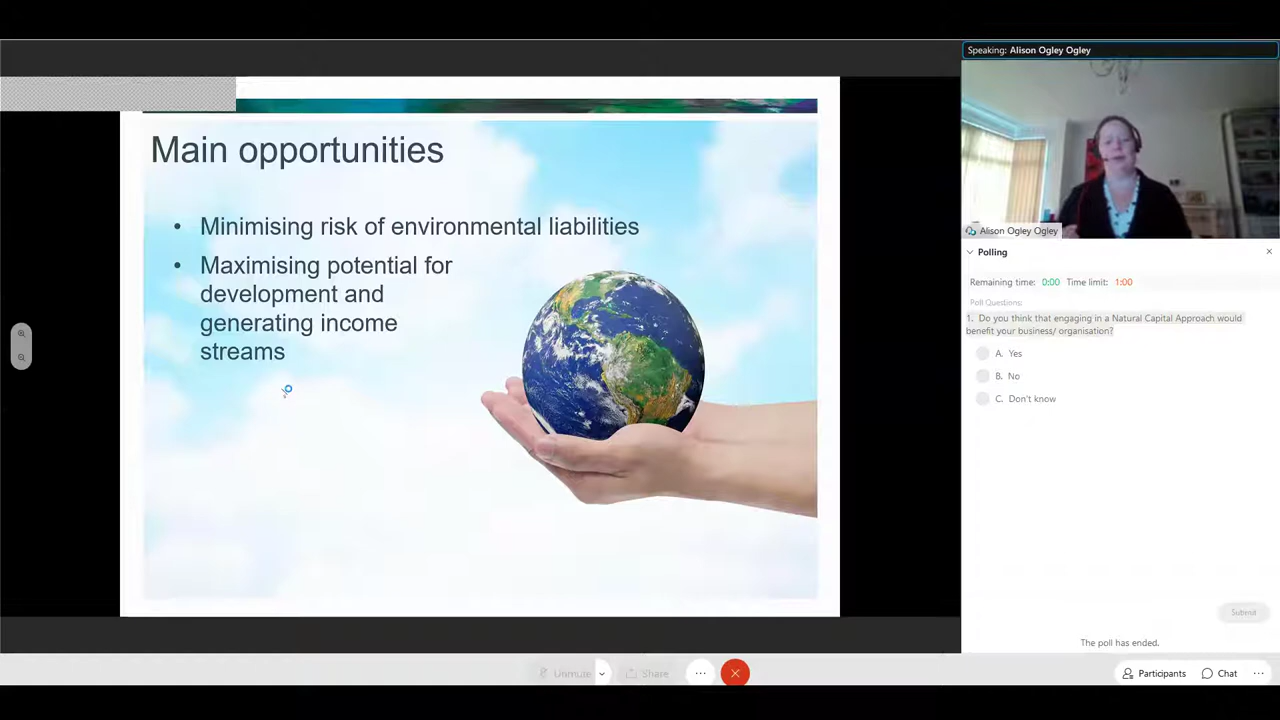 Speaking: Alison Ogley Ogley
Main opportunities
• Minimising risk of environmental liabilities
• Maximising potential for
development and
generating income
streams
Alison Ogley Ogley
Polling
Remaining time: 0:00 Time limit: 1:00
Poll Questions:
1. Do you think that engaging in a Natural Capital Approach would
benefit your business/ organisation?
A. Yes
B. No
C. Don't know
Submit
The poll has ended.
Unmute
Share
Participants
Chat